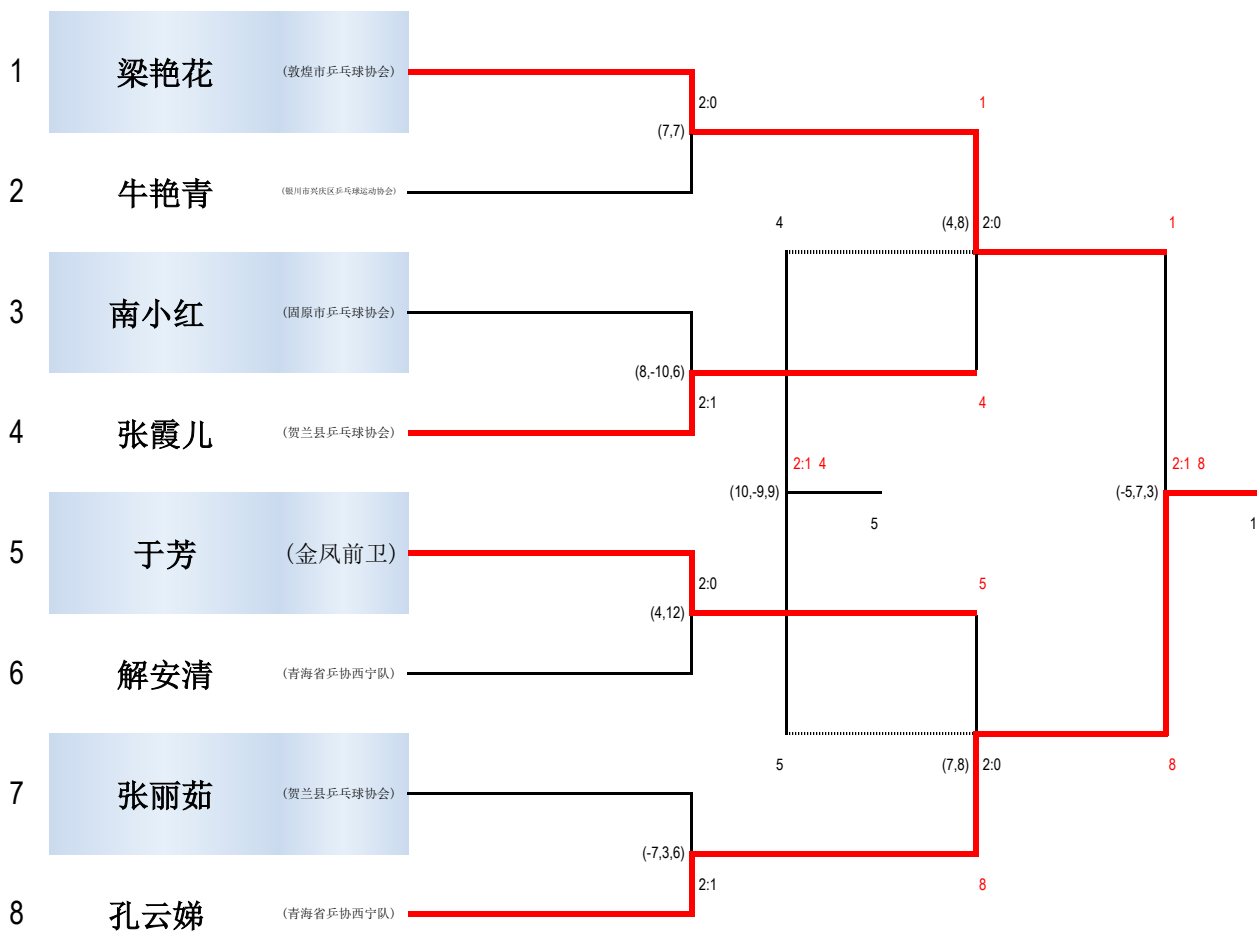 1 梁艳花 (敦煌市乒乓球协会)
2:0 1
(7,7)
2 牛艳青 (银川市兴庆区乒乓球运动协会)
4 (4,8) 2:0 1
3 南小红 (固原市乒乓球协会)
(8,-10,6)
2:1 4
4 张霞儿 (贺兰县乒乓球协会)
2:1 4 2:1 8
(10,-9,9) (-5,7,3)
5 1
5 于芳 (金凤前卫)
2:0 5
(4,12)
6 解安清 (青海省乒协西宁队)
5 (7,8) 2:0 8
7 张丽茹 (贺兰县乒乓球协会)
(-7,3,6)
2:1 8
8 孔云娣 (青海省乒协西宁队)